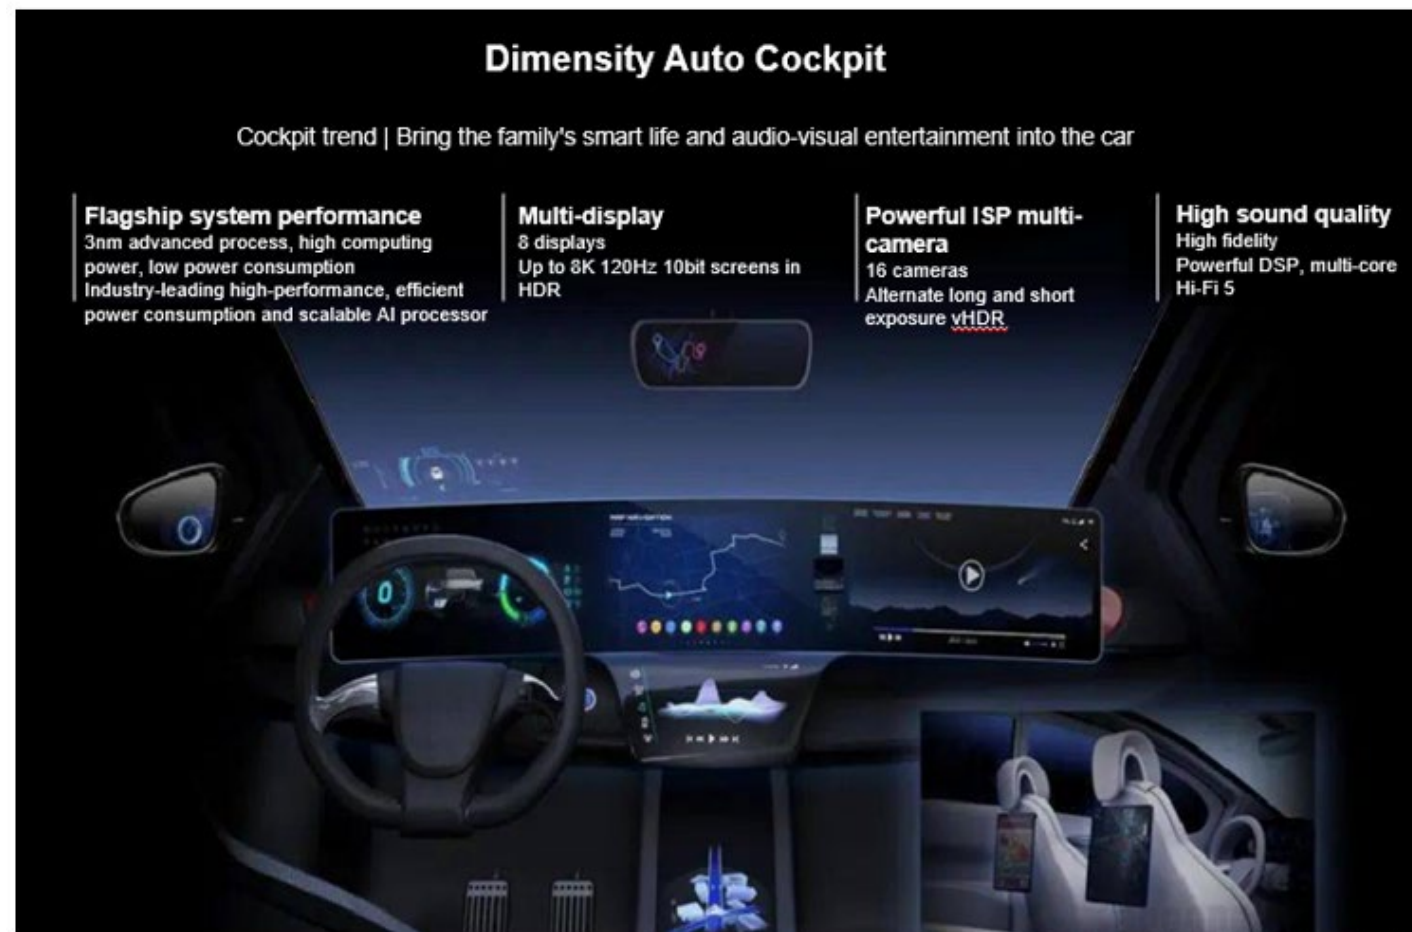 Dimensity Auto Cockpit
Cockpit trend | Bring the family's smart life and audio-visual entertainment into the car
Flagship system performance
3nm advanced process, high computing
power, low power consumption
Industry-leading high-performance, efficient
power consumption and scalable AI processor
Multi-display
8 displays
Up to 8K 120Hz 10bit screens in
HDR
Powerful ISP multi-
camera
16 cameras
Alternate long and short
exposure vHDR
High sound quality
High fidelity
Powerful DSP, multi-core
Hi-Fi 5
MAP NAVIGATION
0